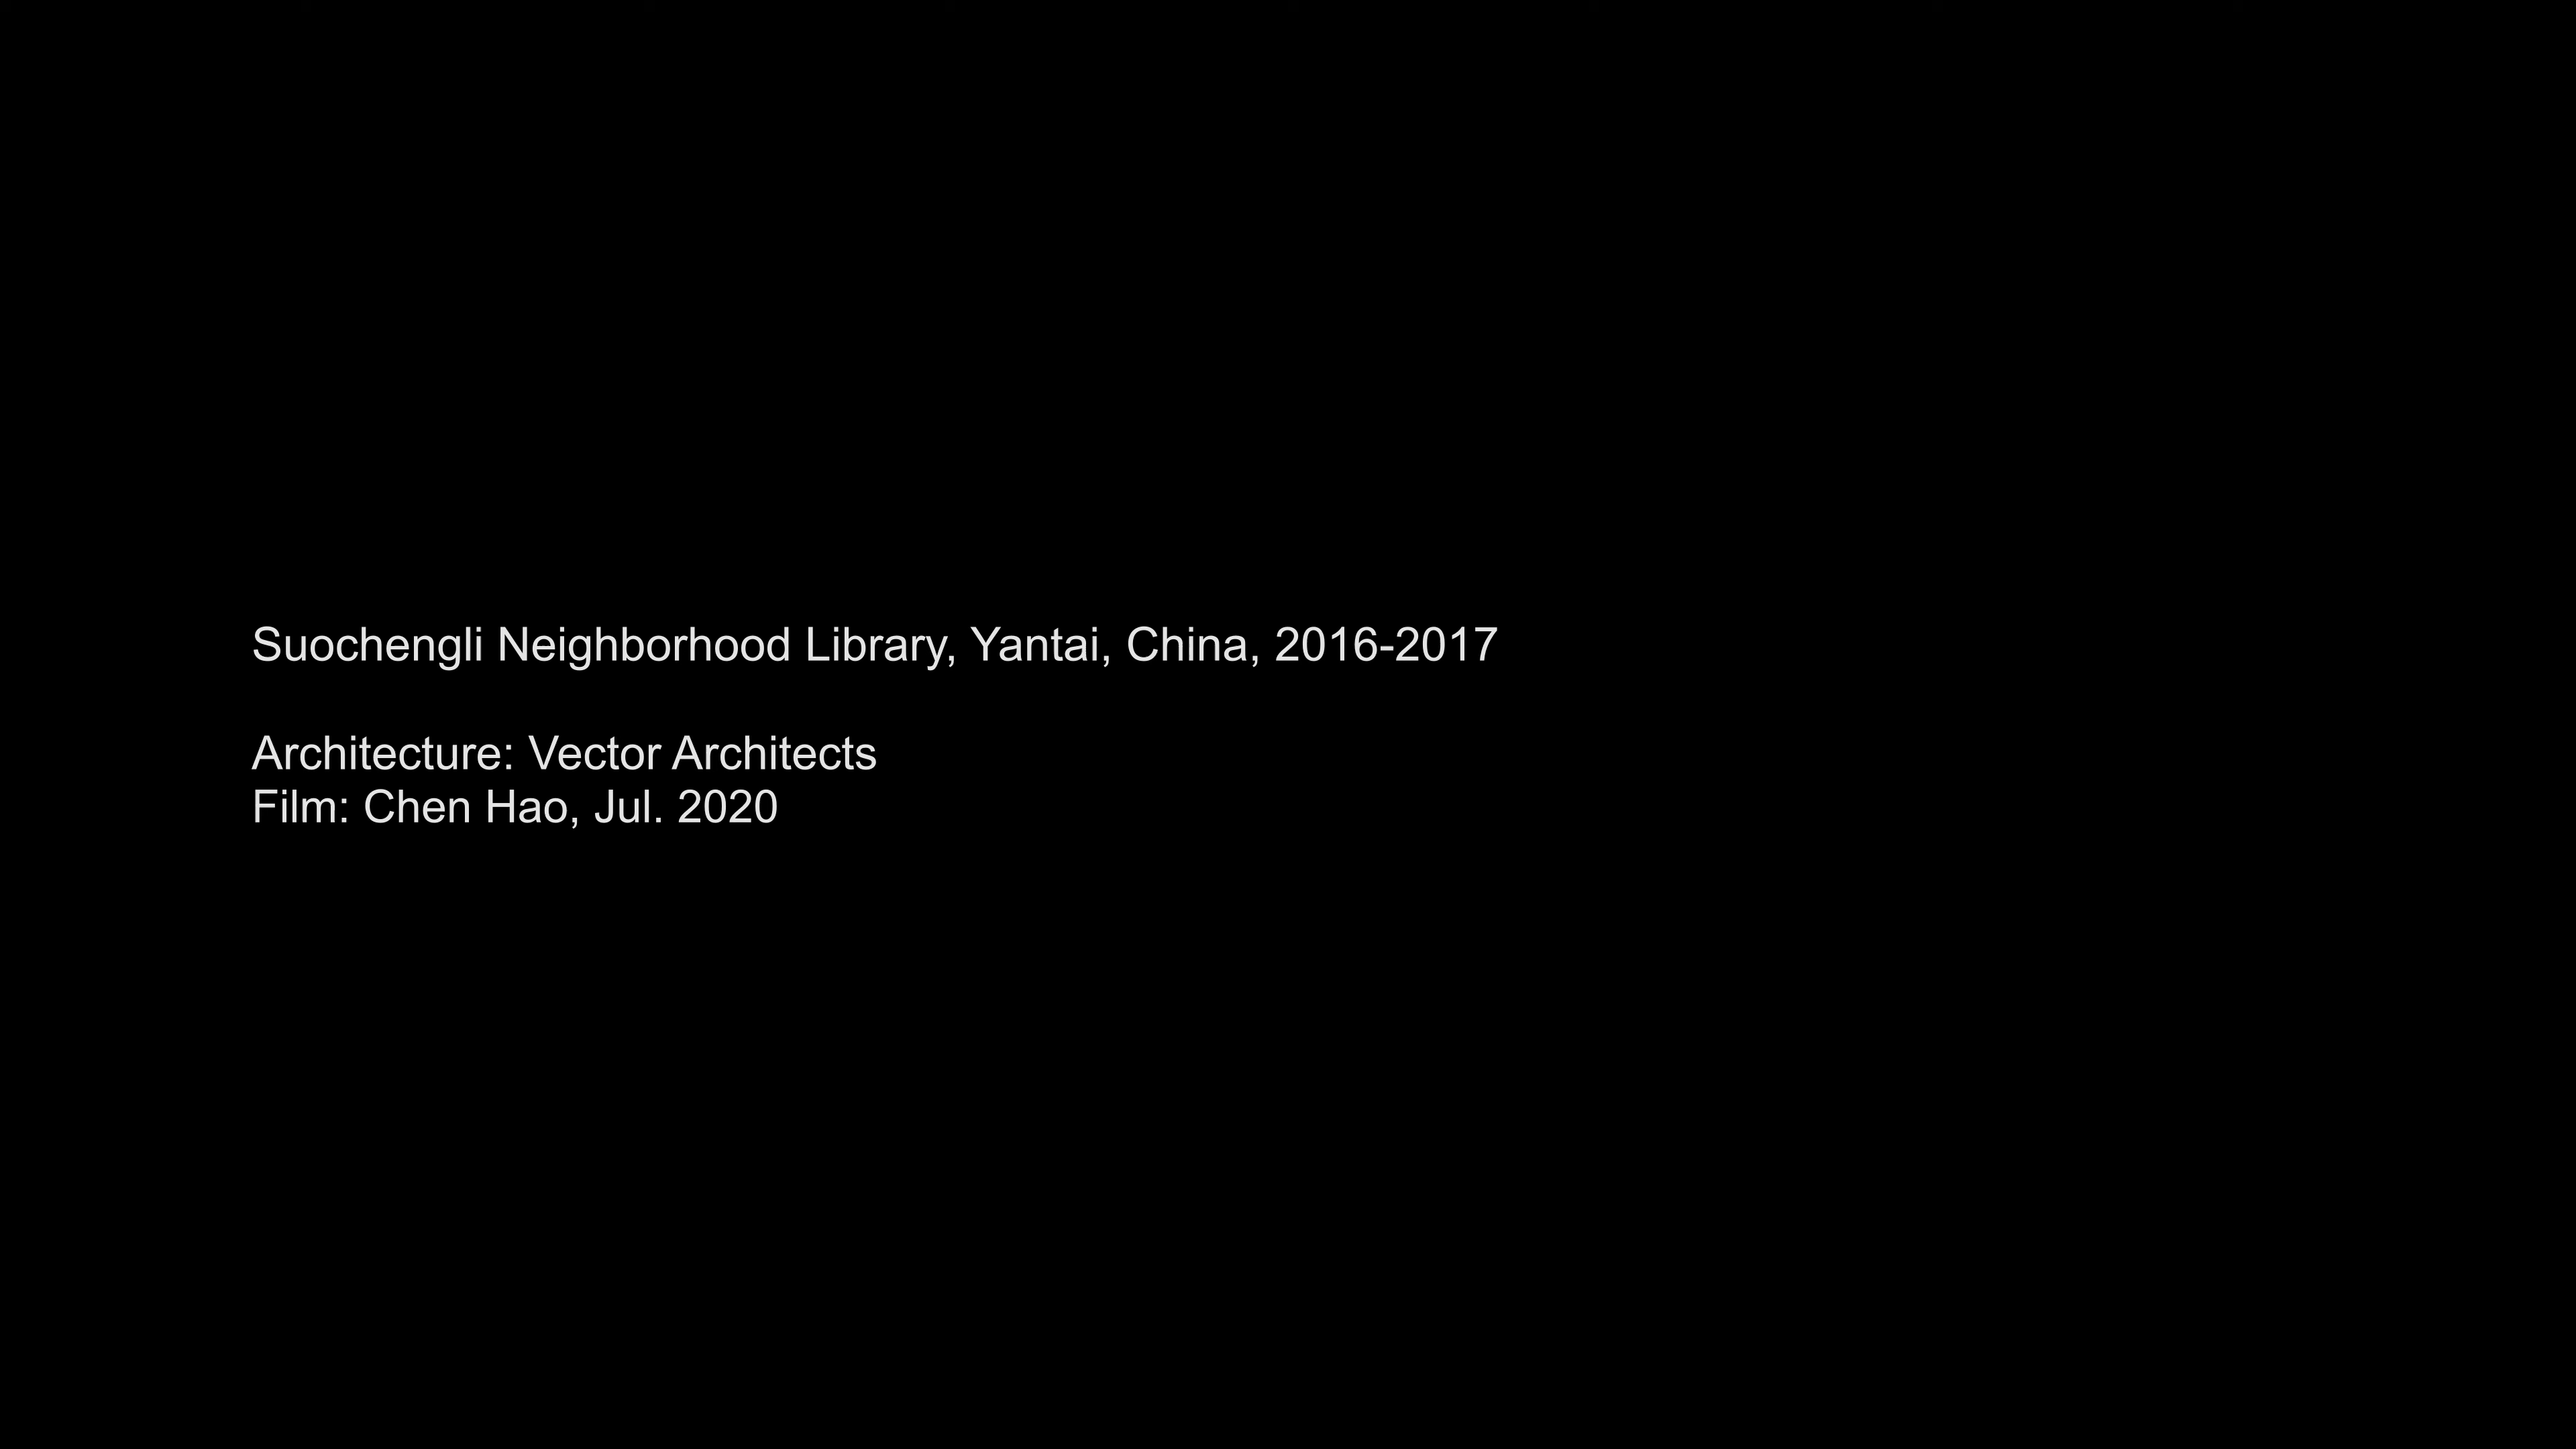 Suochengli Neighborhood Library, Yantai, China, 2016-2017
Architecture: Vector Architects
Film: Chen Hao, Jul. 2020